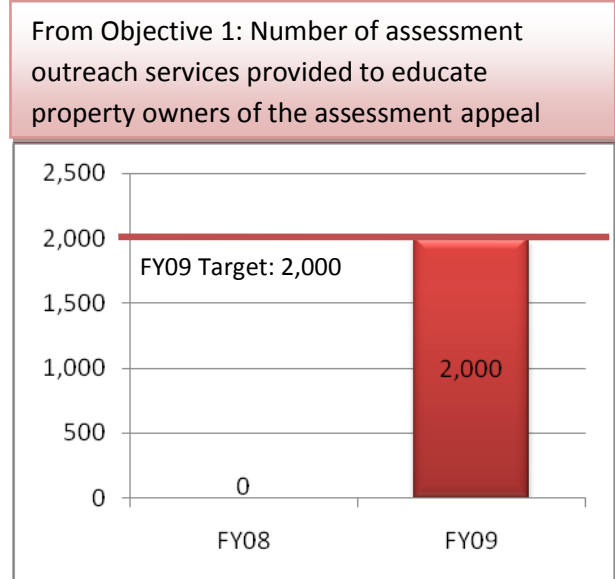 From Objective 1: Number of assessment
outreach services provided to educate
property owners of the assessment appeal
2,500
2,000
FY09 Target: 2,000
1,500
1,000
2,000
500
0
0
FY08 FY09